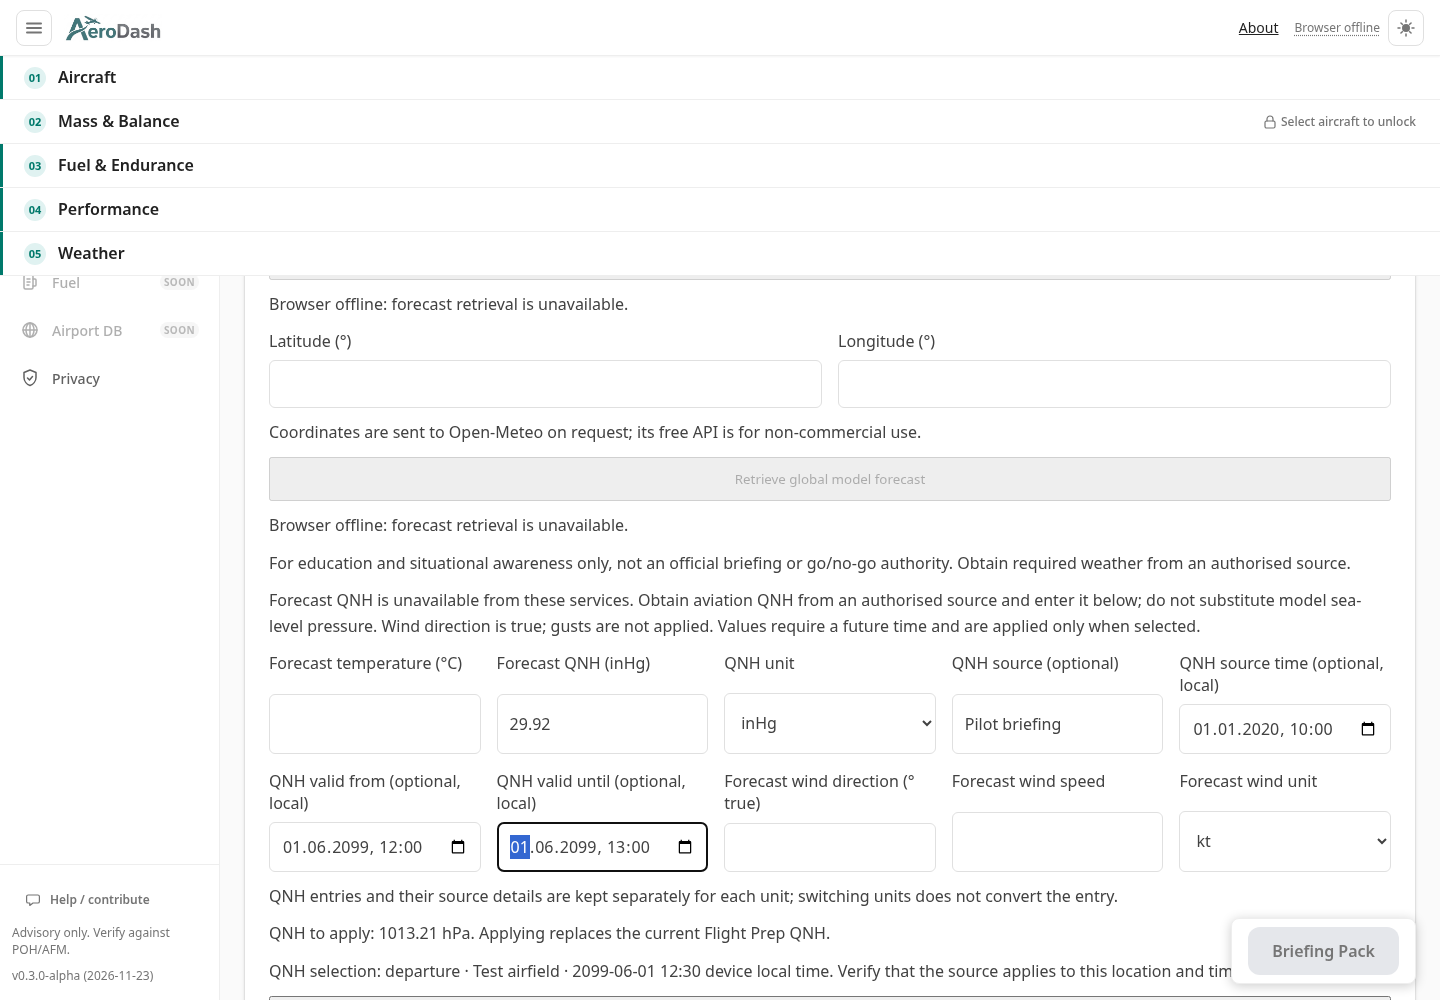 AeroDash
About
Browser offline
01 Aircraft
02 Mass & Balance
Select aircraft to unlock
03 Fuel & Endurance
04 Performance
05 Weather
Fuel SOON
Airport DB SOON
Privacy
Browser offline: forecast retrieval is unavailable.
Latitude (°)
Longitude (°)
Coordinates are sent to Open-Meteo on request; its free API is for non-commercial use.
Retrieve global model forecast
Browser offline: forecast retrieval is unavailable.
For education and situational awareness only, not an official briefing or go/no-go authority. Obtain required weather from an authorised source.
Forecast QNH is unavailable from these services. Obtain aviation QNH from an authorised source and enter it below; do not substitute model sea-
level pressure. Wind direction is true; gusts are not applied. Values require a future time and are applied only when selected.
Forecast temperature (°C)
Forecast QNH (inHg)
29.92
QNH unit
inHg
QNH source (optional)
Pilot briefing
QNH source time (optional,
local)
01.01.2020, 10:00
QNH valid from (optional,
local)
01.06.2099, 12:00
QNH valid until (optional,
local)
01.06.2099, 13:00
Forecast wind direction (°
true)
Forecast wind speed
Forecast wind unit
kt
QNH entries and their source details are kept separately for each unit; switching units does not convert the entry.
QNH to apply: 1013.21 hPa. Applying replaces the current Flight Prep QNH.
QNH selection: departure · Test airfield · 2099-06-01 12:30 device local time. Verify that the source applies to this location and
Briefing Pack
Help / contribute
Advisory only. Verify against
POH/AFM.
v0.3.0-alpha (2026-11-23)